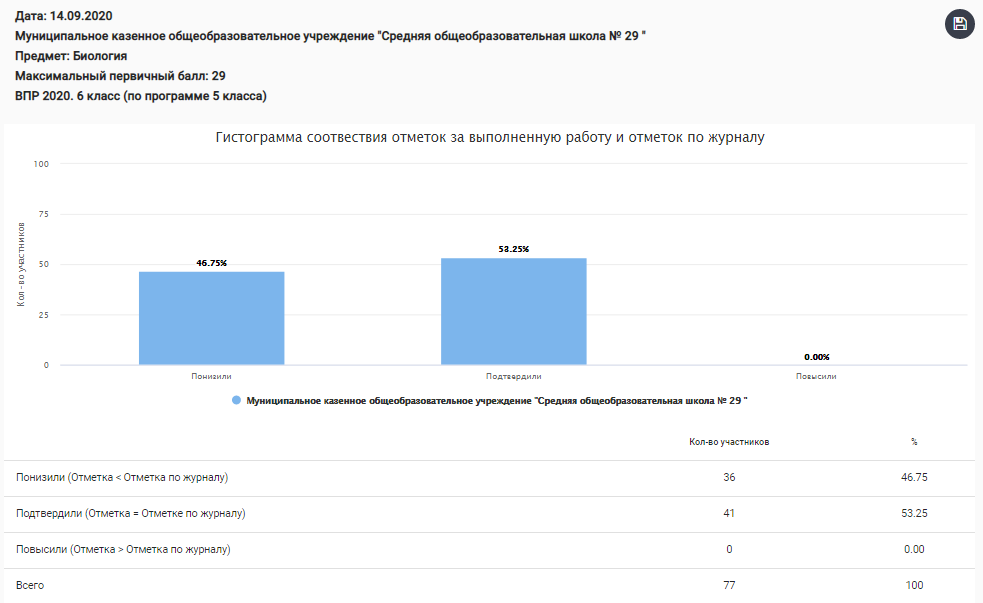 Дата: 14.09.2020
Муниципальное казенное общеобразовательное учреждение "Средняя общеобразовательная школа № 29 "
Предмет: Биология
Максимальный первичный балл: 29
ВПР 2020. 6 класс (по программе 5 класса)
Гистограмма соотвествия отметок за выполненную работу и отметок по журналу
Кол-во участников
100
75
50
25
0
46.75%
53.25%
0.00%
Понизили
Подтвердили
Повысили
Муниципальное казенное общеобразовательное учреждение "Средняя общеобразовательная школа № 29 "
Кол-во участников %
Понизили (Отметка < Отметка по журналу) 36 46.75
Подтвердили (Отметка = Отметке по журналу) 41 53.25
Повысили (Отметка > Отметка по журналу) 0 0.00
Всего 77 100